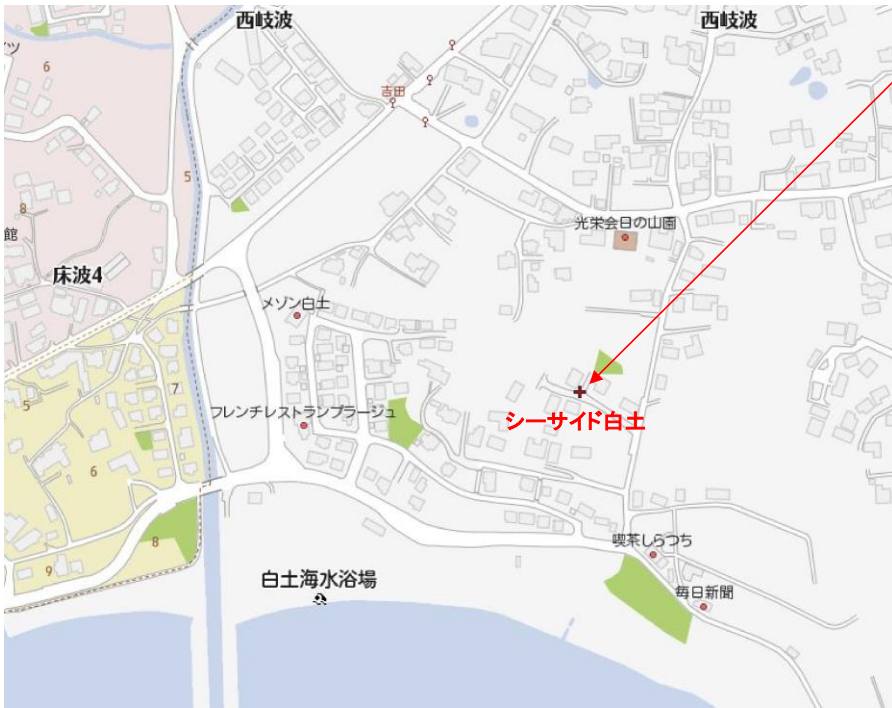 西岐波
西岐波
イツ
6
吉田
5
8
館
光栄会日の山園
床波4
メゾン白土
7
シーサイド白土
フレンチレストランプラージュ
5
6
喫茶しらつち
8
9
白土海水浴場
毎日新聞